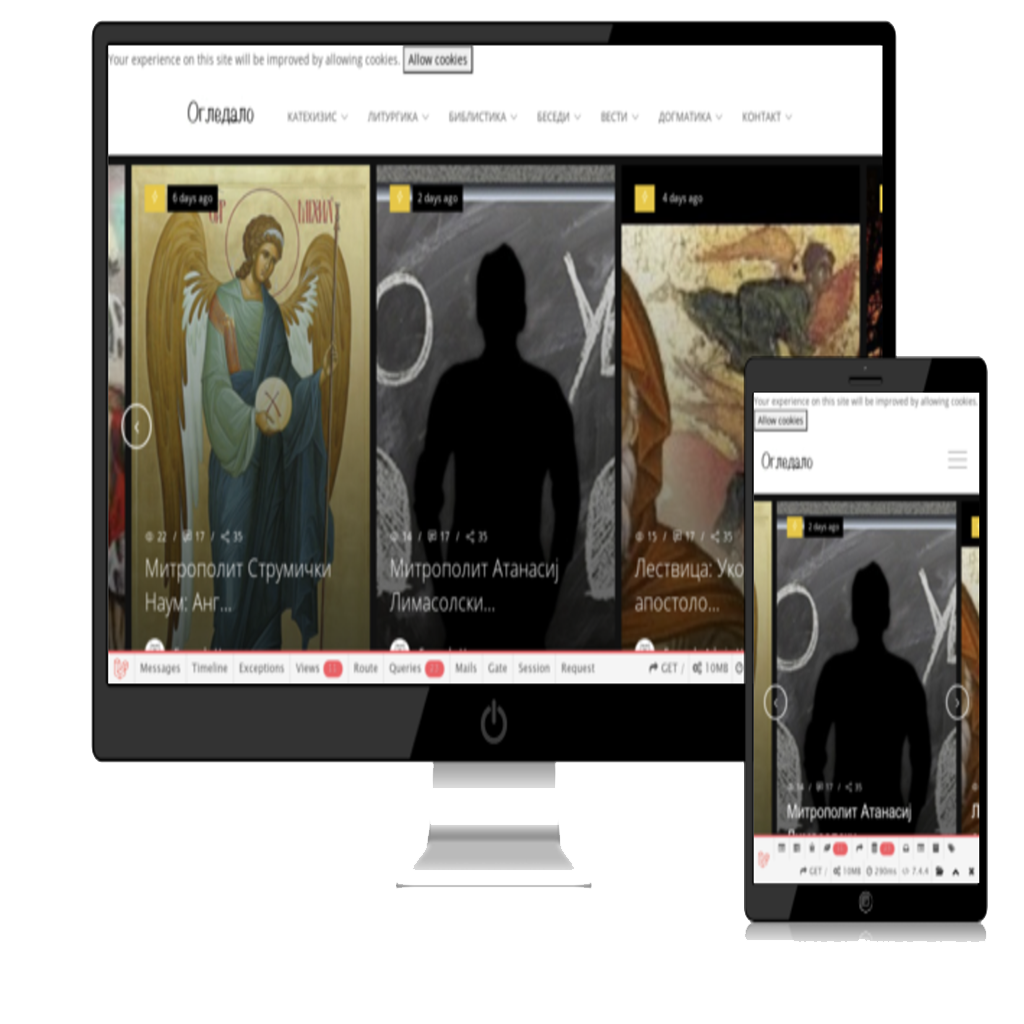 Your experience on this site will be improved by allowing cookies. Allow cookies
Огледало КАТЕХИЗИС ЛИТУРГИКА БИБЛИСТИКА БЕСЕДИ ВЕСТИ ДОГМАТИКА КОНТАКТ
6 days ago
2 days ago
4 days ago
22 / 17 / 35
Митрополит Струмички
Наум: Анг...
14 / 17 / 35
Митрополит Атанасиј
Лимасолски...
15 / 17 / 35
Лествица: Уко
апостоло...
Messages Timeline Exceptions Views Route Queries Mails Gate Session Request GET / 10MB
Your experience on this site will be improved by allowing cookies.
Allow cookies
Огледало
2 days ago
14 / 17 / 35
Митрополит Атанасиј
GET / 10MB 290ms 7.4.4